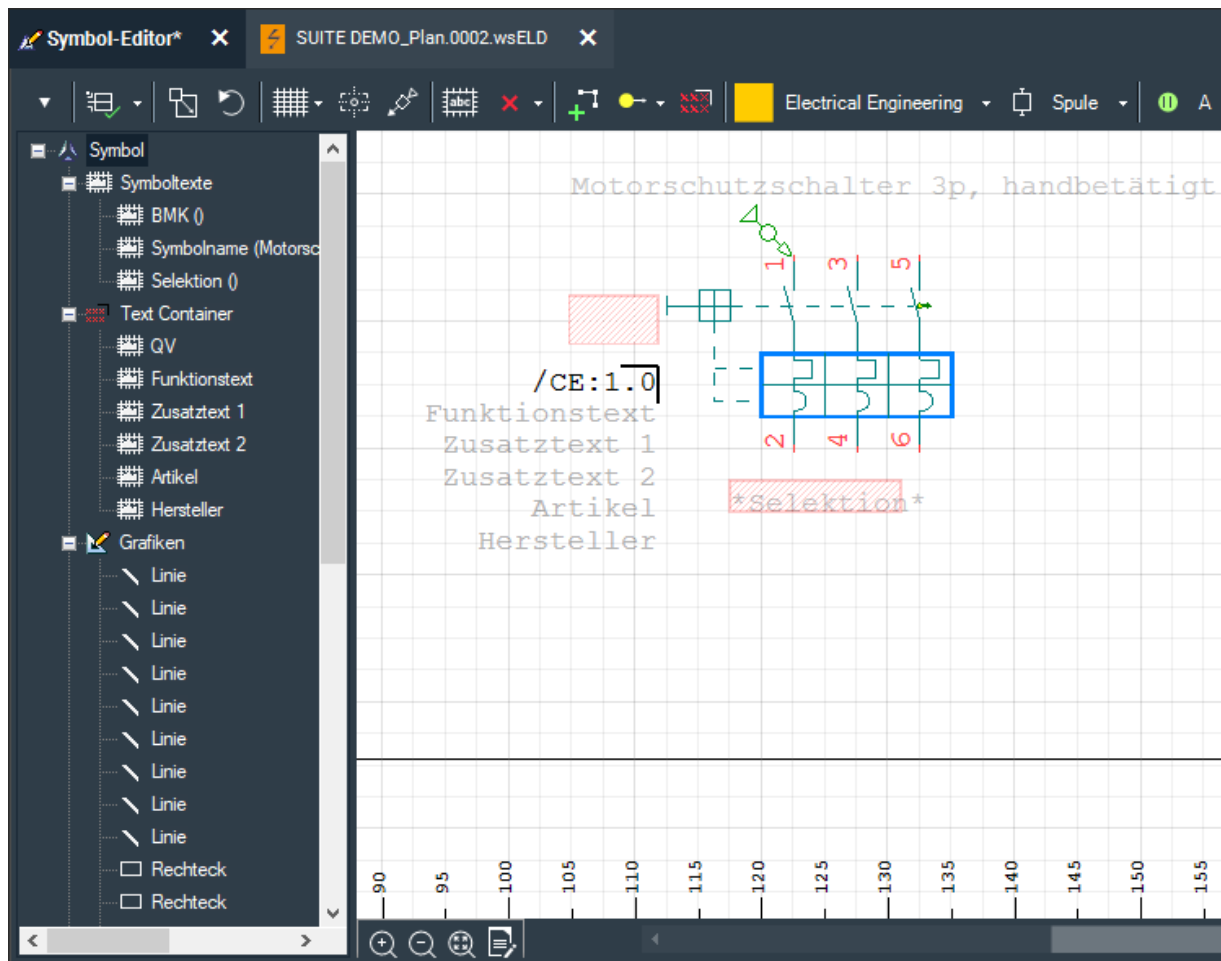 Symbol-Editor*
SUITE DEMO_Plan.0002.wsELD
abc
Electrical Engineering
Spule
A
Symbol
Symboltexte
BMK ()
Symbolname (Motorsc
Selektion ()
Text Container
QV
Funktionstext
Zusatztext 1
Zusatztext 2
Artikel
Hersteller
Grafiken
Linie
Linie
Linie
Linie
Linie
Linie
Linie
Linie
Linie
Rechteck
Rechteck
Motorschutzschalter 3p, handbetätigt
1 3 5
/CE:1.0
Funktionstext
Zusatztext 1
Zusatztext 2
Artikel
Hersteller
2 4 6
*Selektion*
90 95 100 105 110 115 120 125 130 135 140 145 150 155